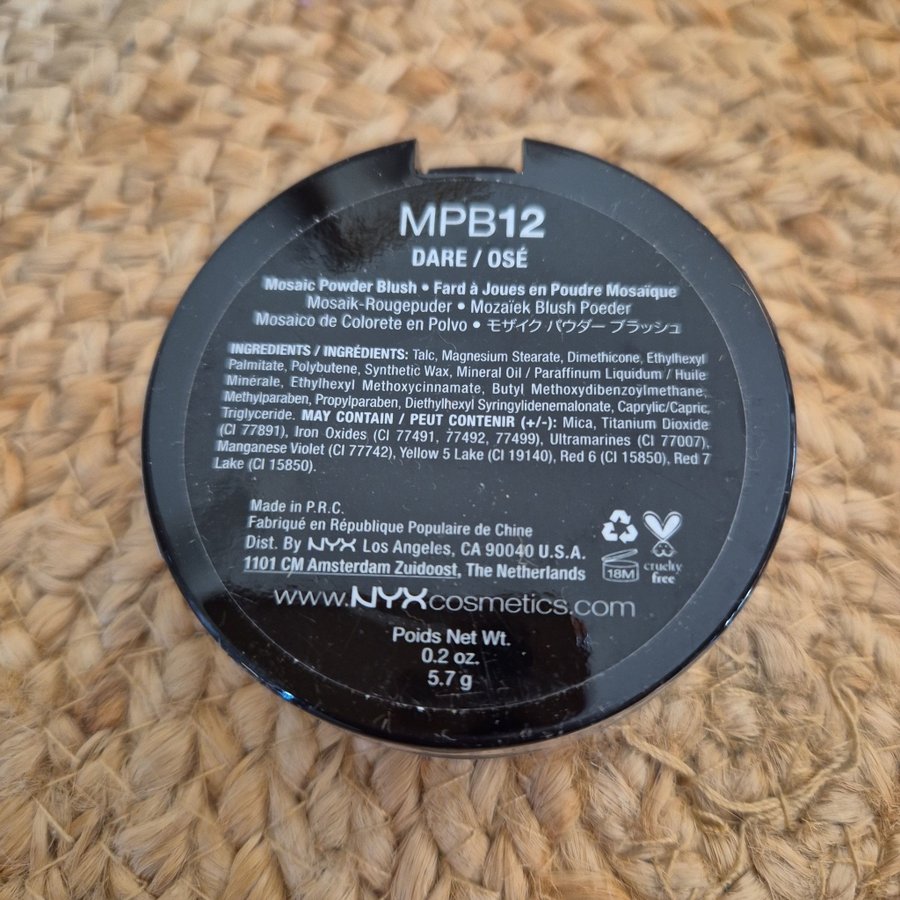 MPB12
DARE / OSÉ
Mosaic Powder Blush • Fard à Joues en Poudre Mosaïque
Mosaik-Rougepuder • Mozaïek Blush Poeder
Mosaico de Colorete en Polvo • モザイク パウダー ブラッシュ
INGREDIENTS / INGRÉDIENTS: Talc, Magnesium Stearate, Dimethicone, Ethylhexyl
Palmitate, Polybutene, Synthetic Wax, Mineral Oil / Paraffinum Liquidum / Huile
Minérale, Ethylhexyl Methoxycinnamate, Butyl Methoxydibenzoylmethane,
Methylparaben, Propylparaben, Diethylhexyl Syringylidenemalonate, Caprylic/Capric
Triglyceride. MAY CONTAIN / PEUT CONTENIR (+/-): Mica, Titanium Dioxide
(CI 77891), Iron Oxides (CI 77491, 77492, 77499), Ultramarines (CI 77007),
Manganese Violet (CI 77742), Yellow 5 Lake (CI 19140), Red 6 (CI 15850), Red 7
Lake (CI 15850).
Made in P.R.C.
Fabriqué en République Populaire de Chine
Dist. By NYX Los Angeles, CA 90040 U.S.A.
1101 CM Amsterdam Zuidoost, The Netherlands
18M
cruelty
free
www.NYXcosmetics.com
Poids Net Wt.
0.2 oz.
5.7 g